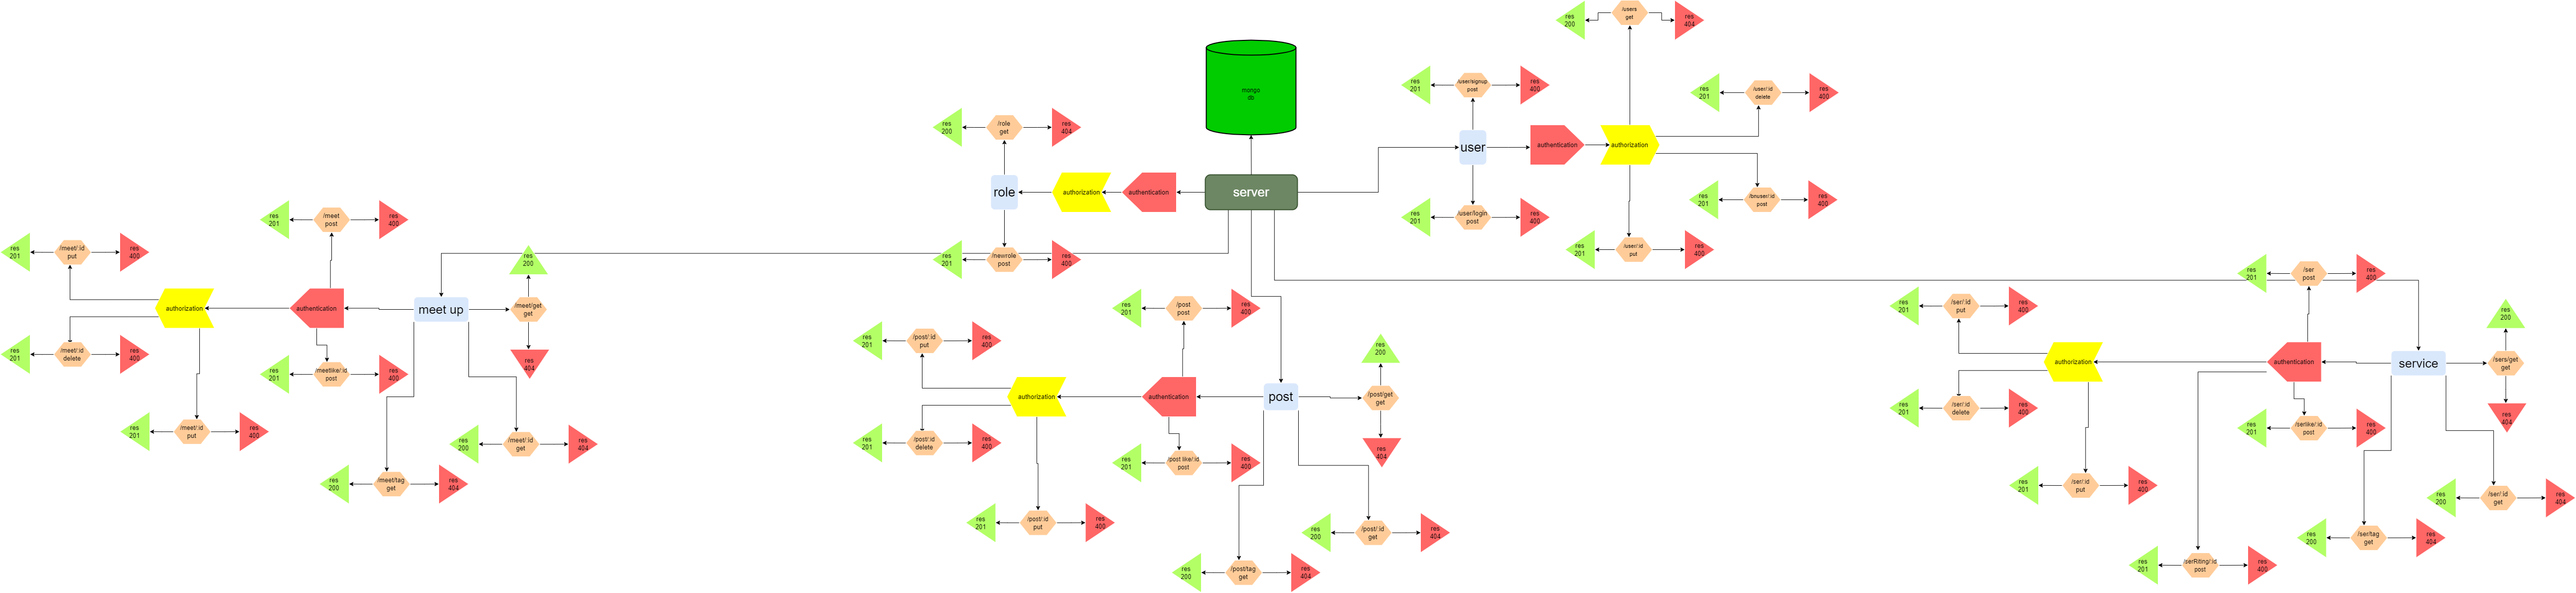 /users
get
res
200
res
404
mongo
db
/user/signup
post
res
201
res
400
/user/:id
delete
res
201
res
400
/role
get
res
200
res
404
user
authentication
authorization
role
authorization
authentication
server
/bnuser/:id
post
res
201
res
400
/user/login
post
res
201
res
400
/user/:id
put
res
201
res
400
/newrole
post
res
201
res
400
/meet
post
res
201
res
400
/meet/:id
put
res
201
res
400
res
200
authorization
authentication
meet up
/meet/get
get
res
404
/meet/:id
delete
res
201
res
400
/meetlike/:id
post
res
201
res
400
/meet/:id
put
res
201
res
400
/meet/:id
get
res
200
res
404
/meet/tag
get
res
200
res
404
/post
post
res
201
res
400
/post/:id
put
res
201
res
400
res
200
authorization
authentication
post
/post/get
get
res
404
/post/:id
delete
res
201
res
400
/post like/:id
post
res
201
res
400
/post/:id
put
res
201
res
400
/post/:id
get
res
200
res
404
/post/tag
get
res
200
res
404
/ser
post
res
201
res
400
/ser/:id
put
res
201
res
400
res
200
authorization
authentication
service
/sers/get
get
res
404
/ser/:id
delete
res
201
res
400
/serlike/:id
post
res
201
res
400
/ser/:id
put
res
201
res
400
/ser/:id
get
res
200
res
404
/ser/tag
get
res
200
res
404
/serRiting/:id
post
res
201
res
400